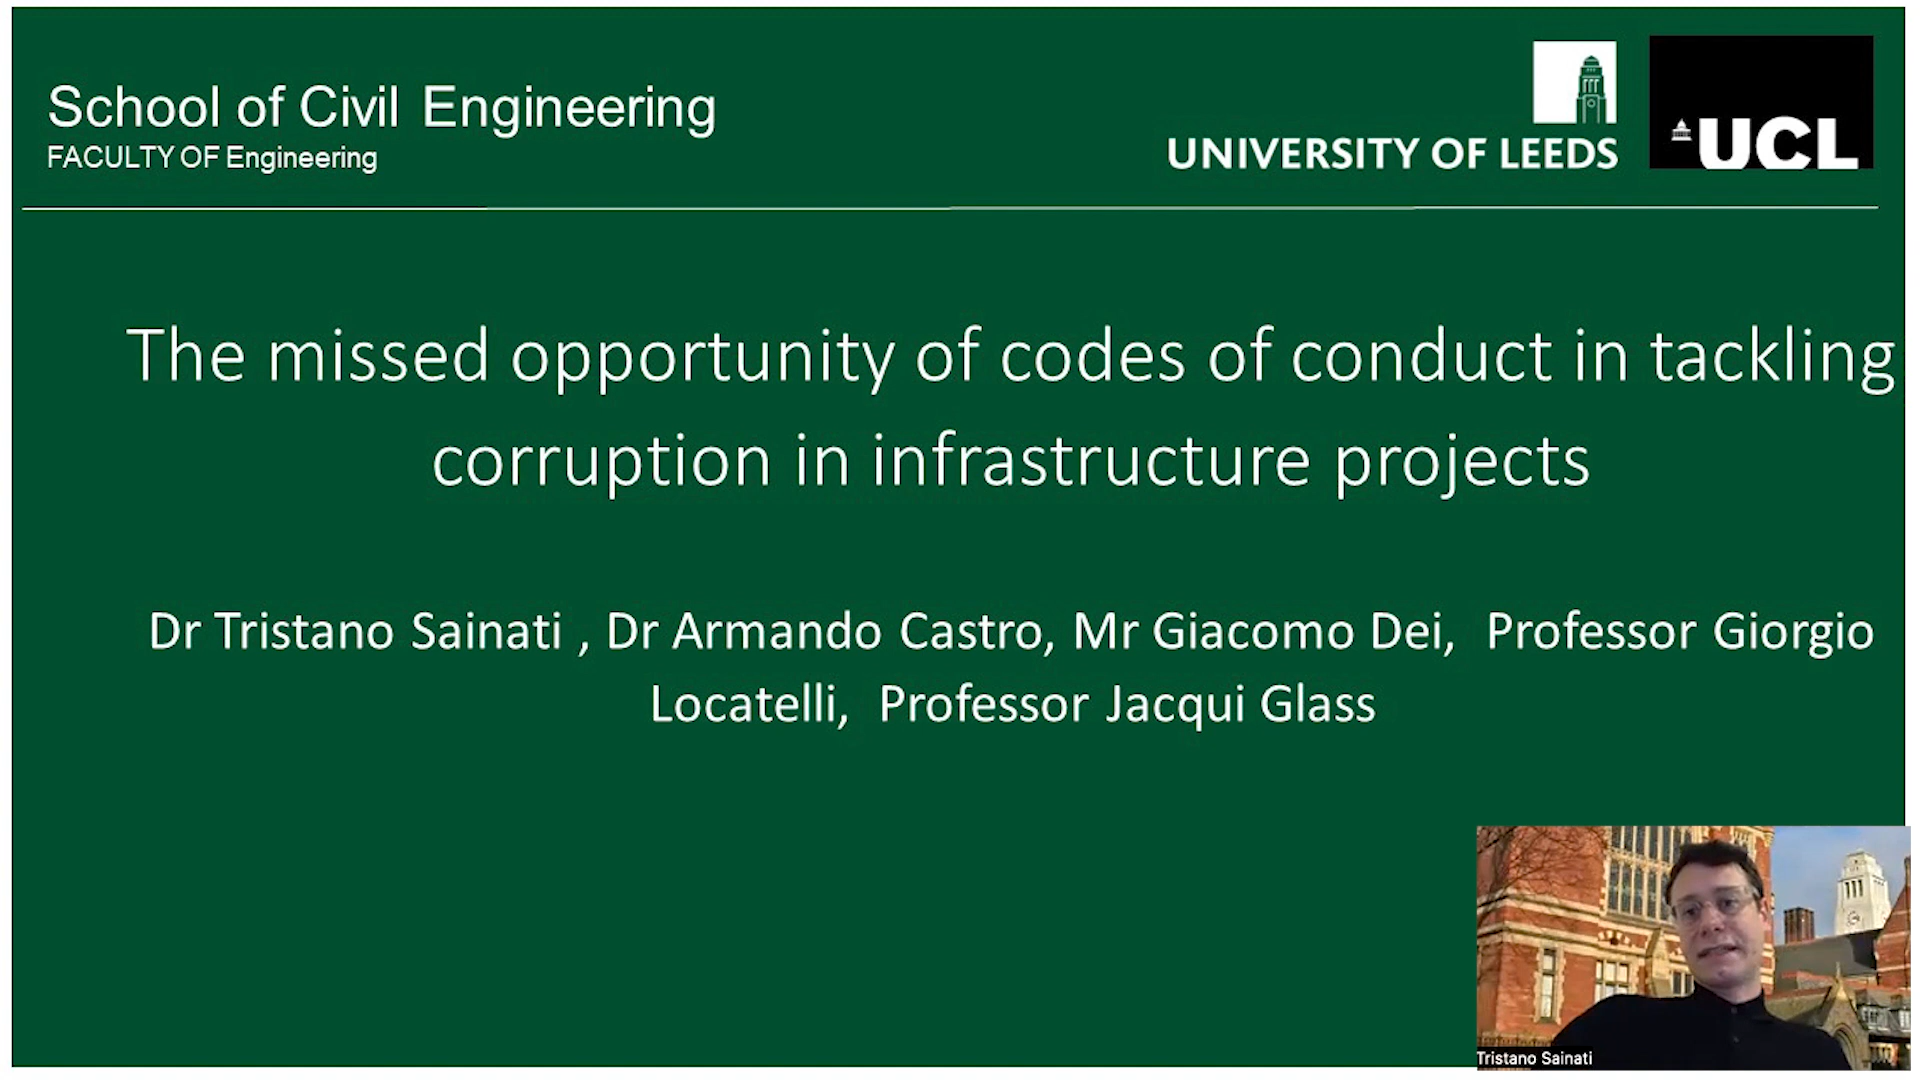 School of Civil Engineering
FACULTY OF Engineering
UNIVERSITY OF LEEDS
UCL
The missed opportunity of codes of conduct in tackling
corruption in infrastructure projects
Dr Tristano Sainati , Dr Armando Castro, Mr Giacomo Dei, Professor Giorgio
Locatelli, Professor Jacqui Glass
Tristano Sainati